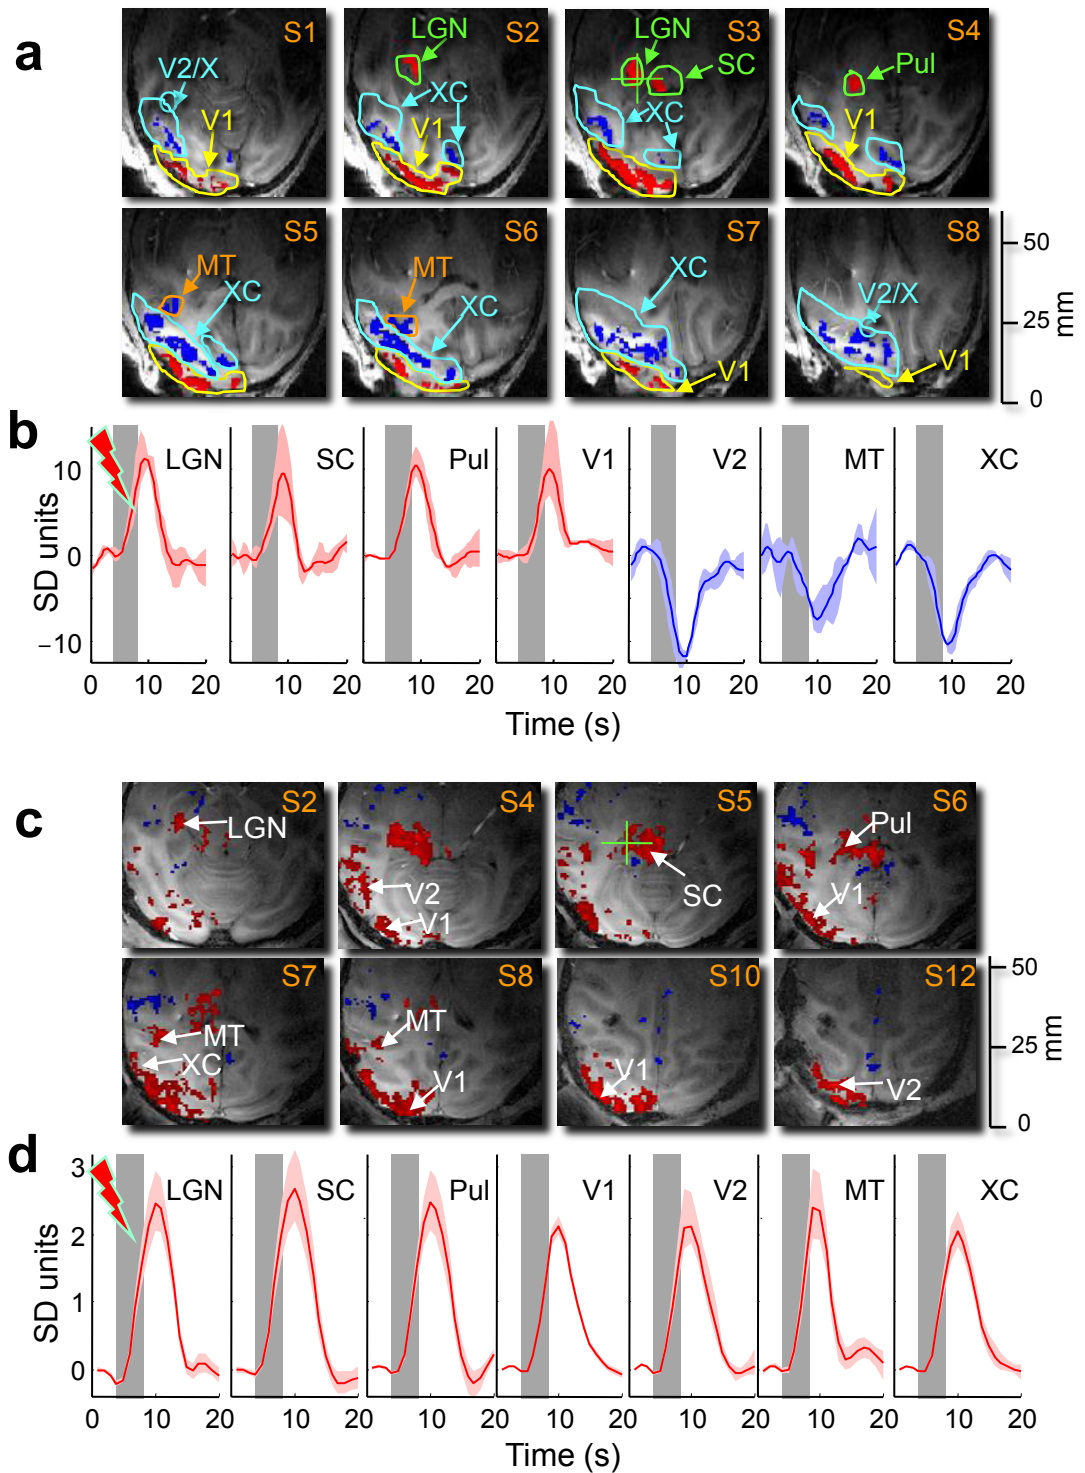 a
S1
V2/X
V1
LGN
S2
XC
V1
LGN
S3
SC
XC
S4
Pul
V1
S5
MT
XC
S6
MT
XC
S7
XC
V1
S8
V2/X
V1
50
25
0
mm
b
LGN
SC
Pul
V1
V2
MT
XC
SD units
10
0
−10
0 10 20
10 20
10 20
10 20
10 20
10 20
10 20
Time (s)
c
S2
LGN
S4
V2
V1
S5
SC
S6
Pul
V1
S7
MT
XC
S8
MT
V1
S10
V1
S12
V2
50
25
0
mm
d
LGN
SC
Pul
V1
V2
MT
XC
SD units
3
2
1
0
0 10 20
10 20
10 20
10 20
10 20
10 20
10 20
Time (s)